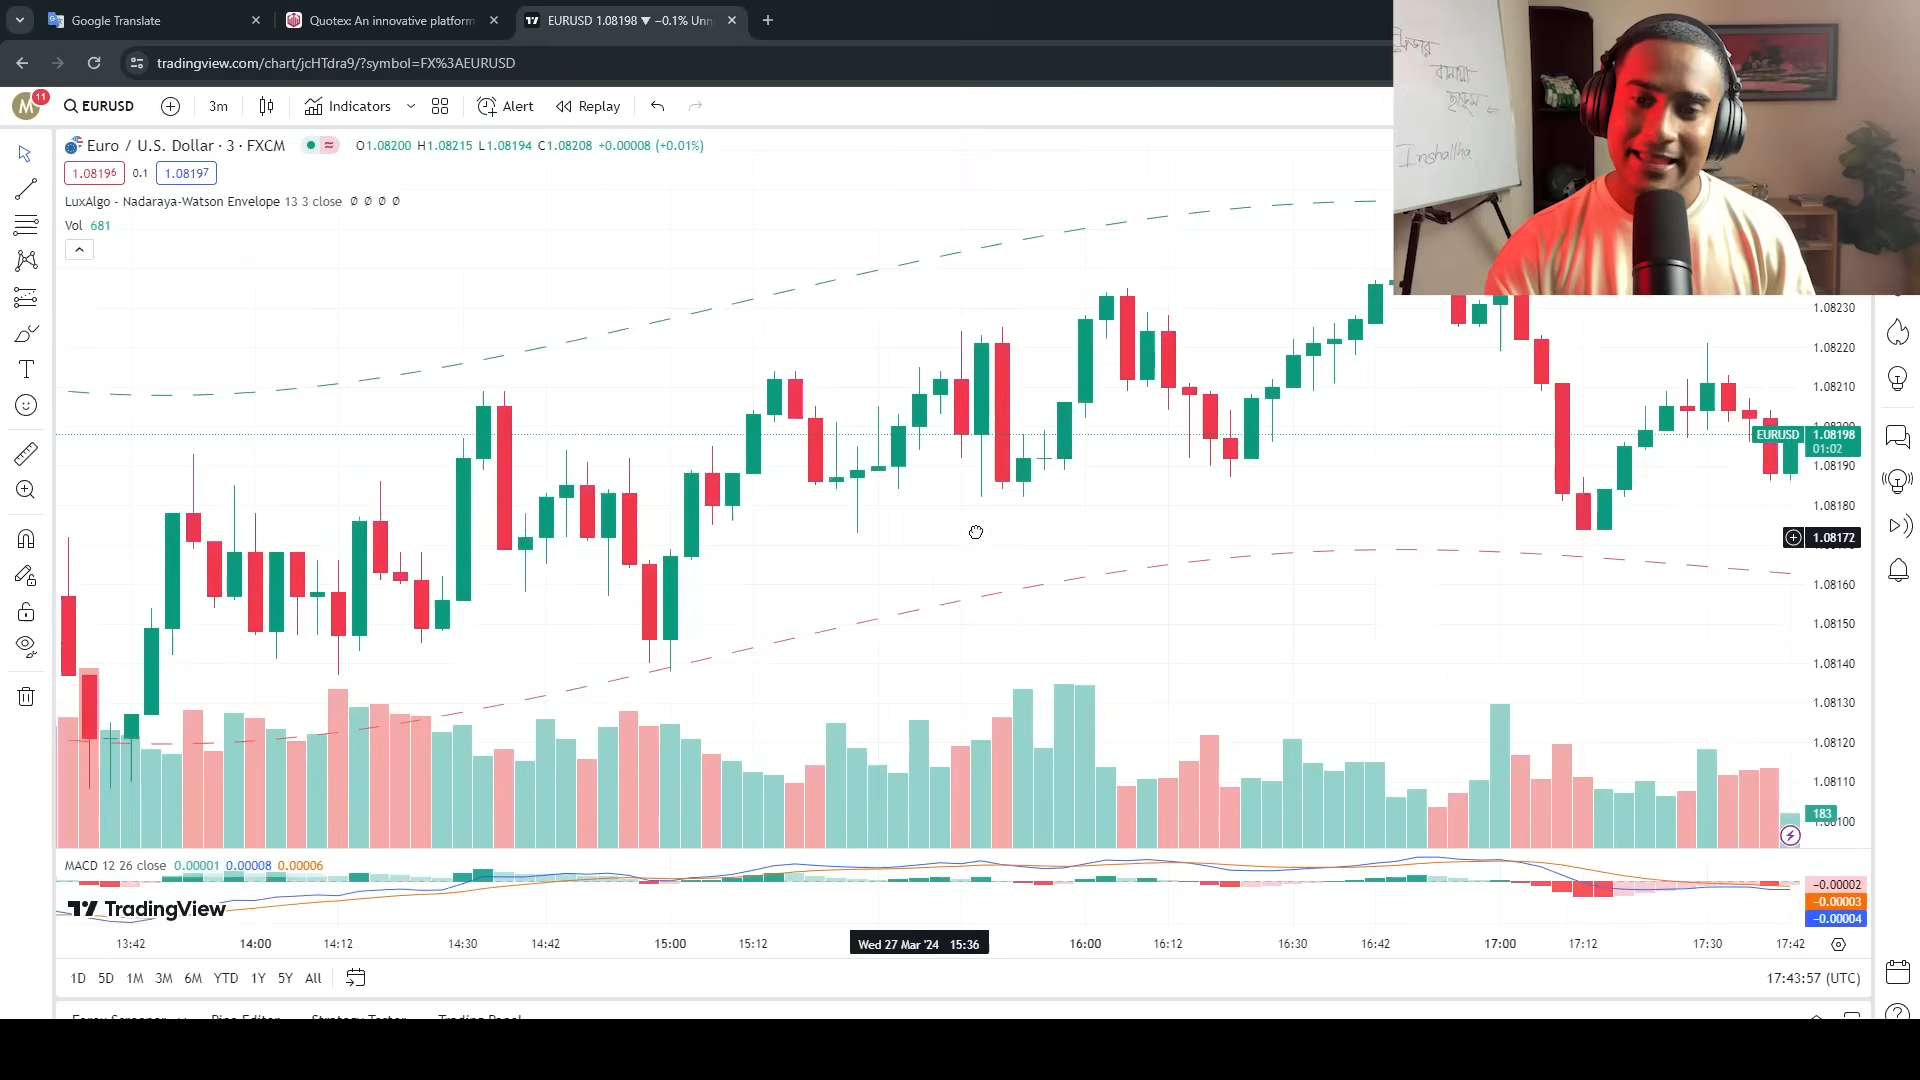 Google Translate
Quotex: An innovative platform
EURUSD 1.08198 ▼ −0.1% Unn
tradingview.com/chart/jcHTdra9/?symbol=FX%3AEURUSD
M
11
EURUSD
3m
Indicators
Alert
Replay
Euro / U.S. Dollar · 3 · FXCM
O1.08200 H1.08215 L1.08194 C1.08208 +0.00008 (+0.01%)
1.08196
0.1
1.08197
LuxAlgo - Nadaraya-Watson Envelope 13 3 close Ø Ø Ø Ø
Vol 681
Inshallha
1.08230
1.08220
1.08210
EURUSD
1.08198
01:02
1.08190
1.08180
1.08172
1.08160
1.08150
1.08140
1.08130
1.08120
1.08110
183
MACD 12 26 close 0.00001 0.00008 0.00006
−0.00002
−0.00003
−0.00004
TradingView
13:42
14:00
14:12
14:30
14:42
15:00
15:12
Wed 27 Mar '24 15:36
16:00
16:12
16:30
16:42
17:00
17:12
17:30
17:42
1D 5D 1M 3M 6M YTD 1Y 5Y All
17:43:57 (UTC)